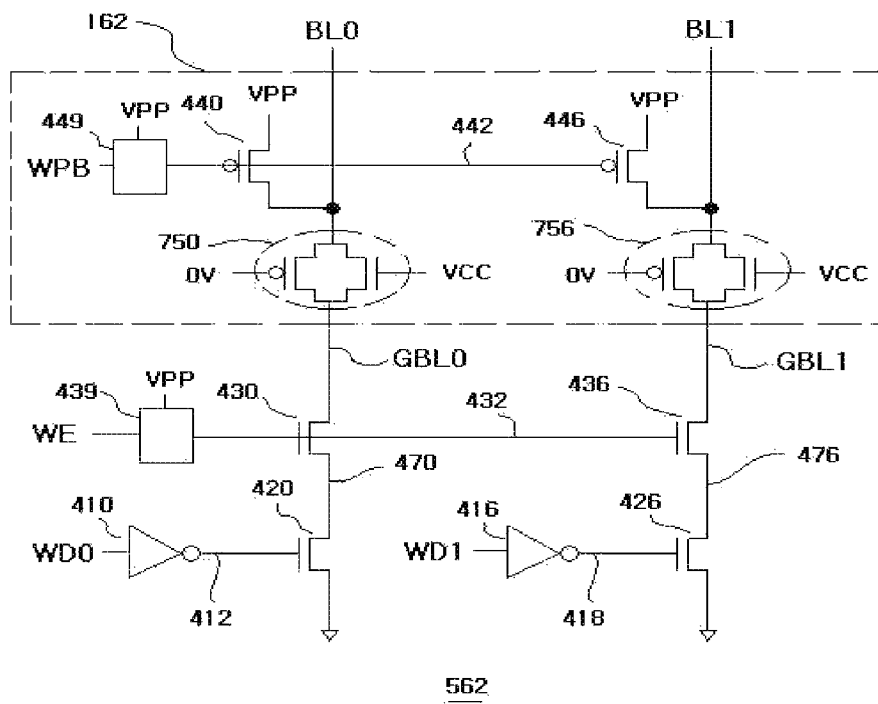 162
BL0
BL1
440
VPP
446
VPP
449
VPP
442
WPB
750
756
0V
VCC
0V
VCC
GBL0
GBL1
VPP
439
430
432
436
WE
470
476
410
420
416
426
WD0
412
WD1
418
562